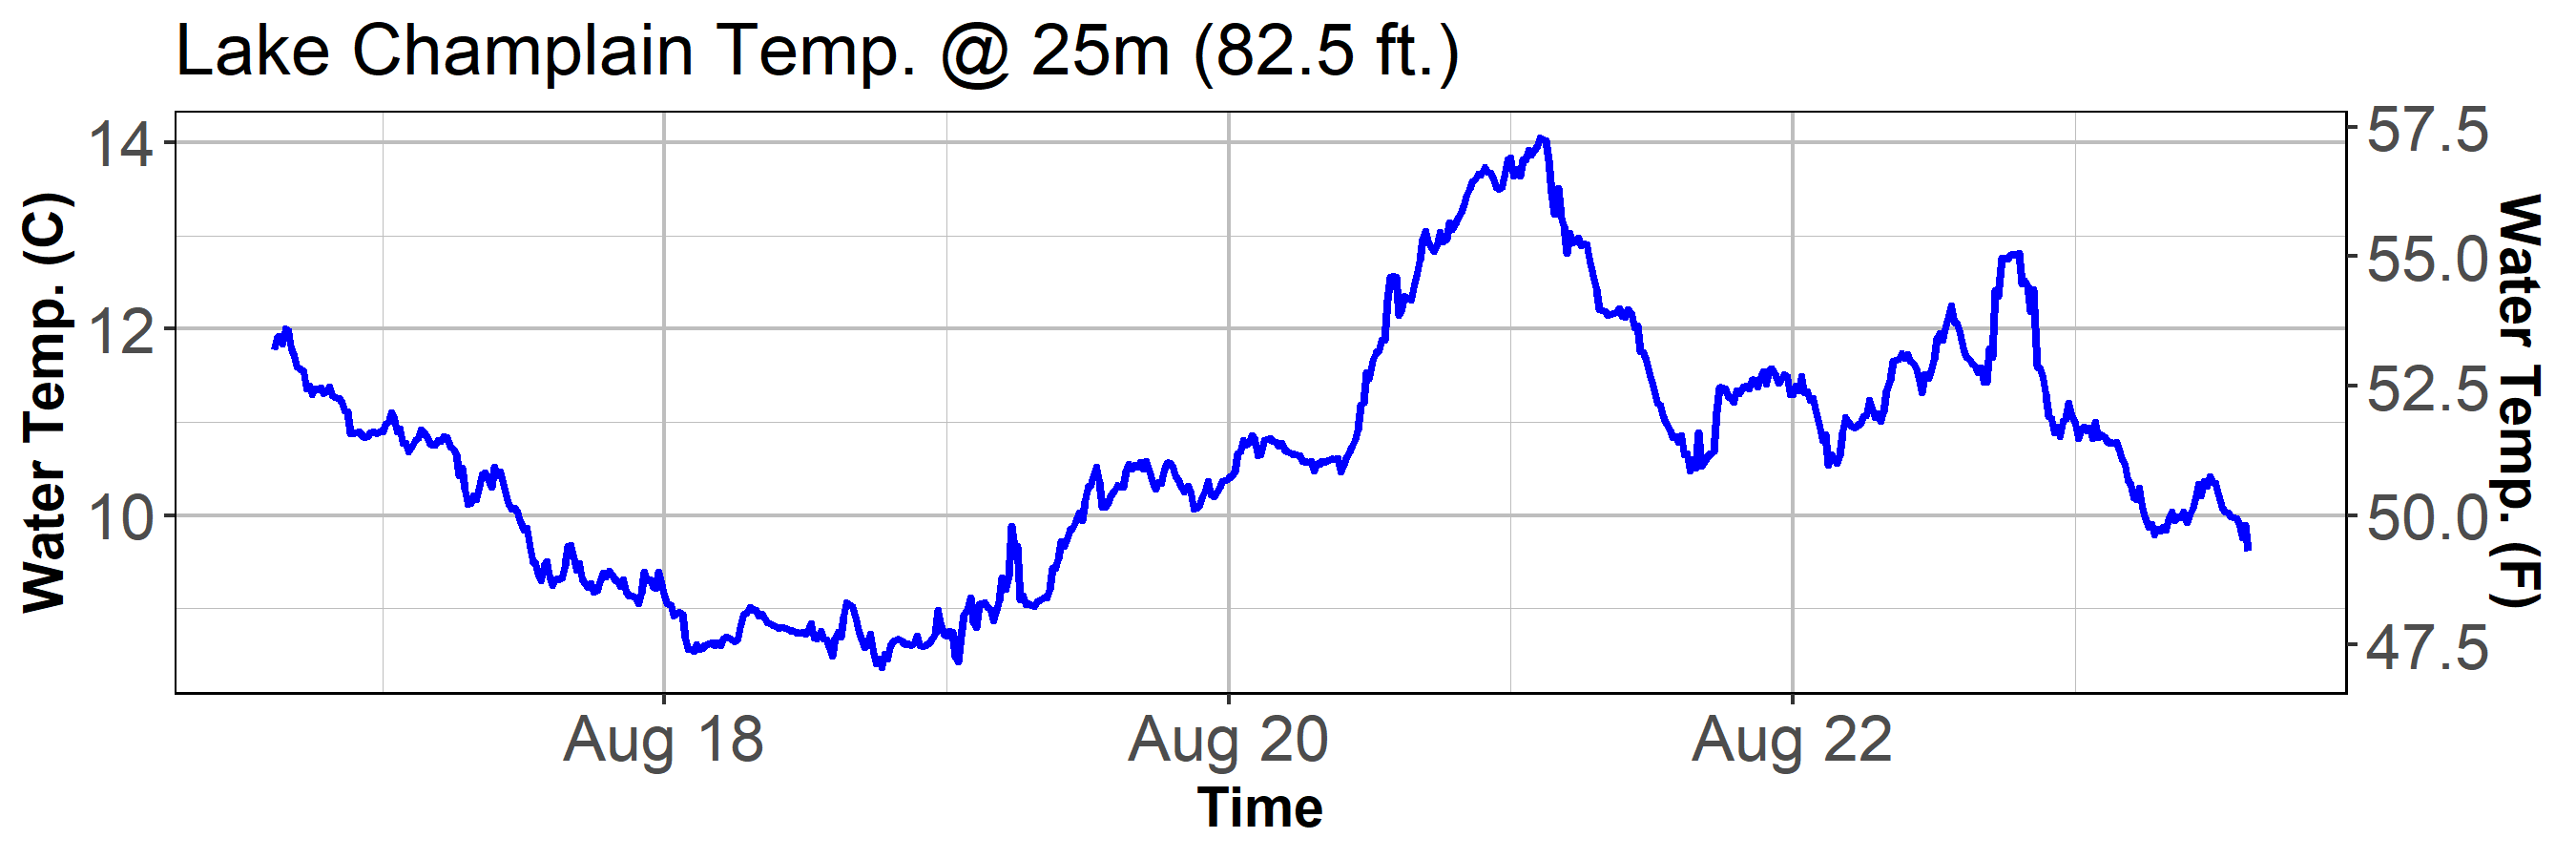 Lake Champlain Temp. @ 25m (82.5 ft.)
Water Temp. (C)
14
12
10
57.5
55.0
52.5
50.0
47.5
Water Temp. (F)
Aug 18 Aug 20 Aug 22
Time